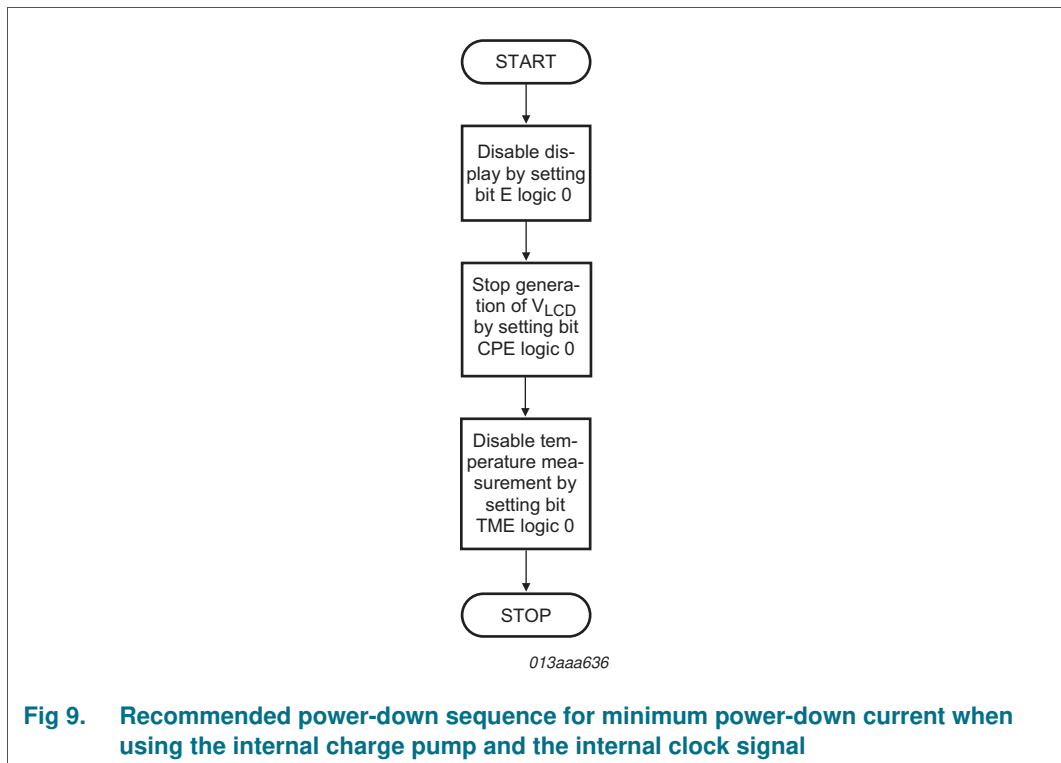 START
Disable dis-
play by setting
bit E logic 0
Stop genera-
tion of VLCD
by setting bit
CPE logic 0
Disable tem-
perature mea-
surement by
setting bit
TME logic 0
STOP
013aaa636
Fig 9. Recommended power-down sequence for minimum power-down current when
using the internal charge pump and the internal clock signal